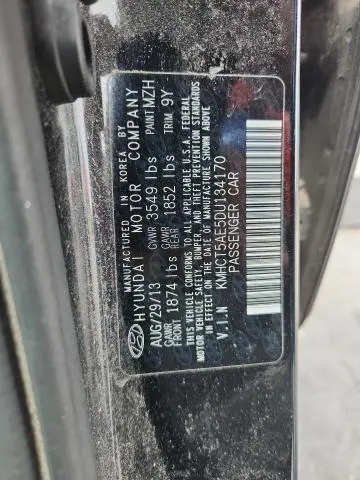 MANUFACTURED IN KOREA BY
HYUNDAI MOTOR COMPANY
AUG/29/13 GVWR 3549 lbs PAINT MZH
GAWR GAWR
FRONT 1874 lbs REAR: 1852 lbs TRIM 9Y
THIS VEHICLE CONFORMS TO ALL APPLICABLE U.S.A FEDERAL
MOTOR VEHICLE SAFETY, BUMPER, AND THEFT PREVENTION STANDARDS
IN EFFECT ON THE DATE OF MANUFACTURE SHOWN ABOVE
V.I.N KMHCT5AE5DU134170
PASSENGER CAR